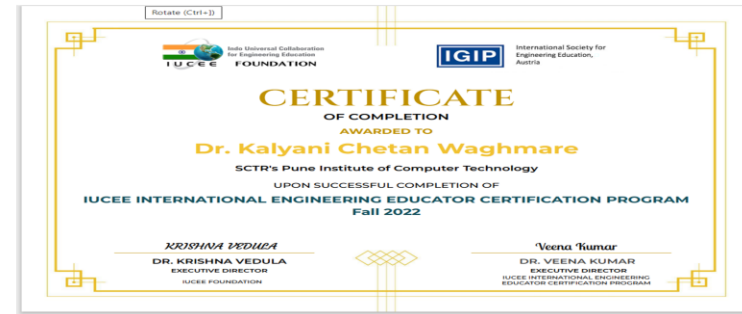 Rotate (Ctrl+])
Indo Universal Collaboration
for Engineering Education
IUCEE FOUNDATION
IGIP
International Society for
Engineering Education,
Austria
CERTIFICATE
OF COMPLETION
AWARDED TO
Dr. Kalyani Chetan Waghmare
SCTR's Pune Institute of Computer Technology
UPON SUCCESSFUL COMPLETION OF
IUCEE INTERNATIONAL ENGINEERING EDUCATOR CERTIFICATION PROGRAM
Fall 2022
KRISHNA VEDULA
DR. KRISHNA VEDULA
EXECUTIVE DIRECTOR
IUCEE FOUNDATION
Veena Kumar
DR. VEENA KUMAR
EXECUTIVE DIRECTOR
IUCEE INTERNATIONAL ENGINEERING
EDUCATOR CERTIFICATION PROGRAM